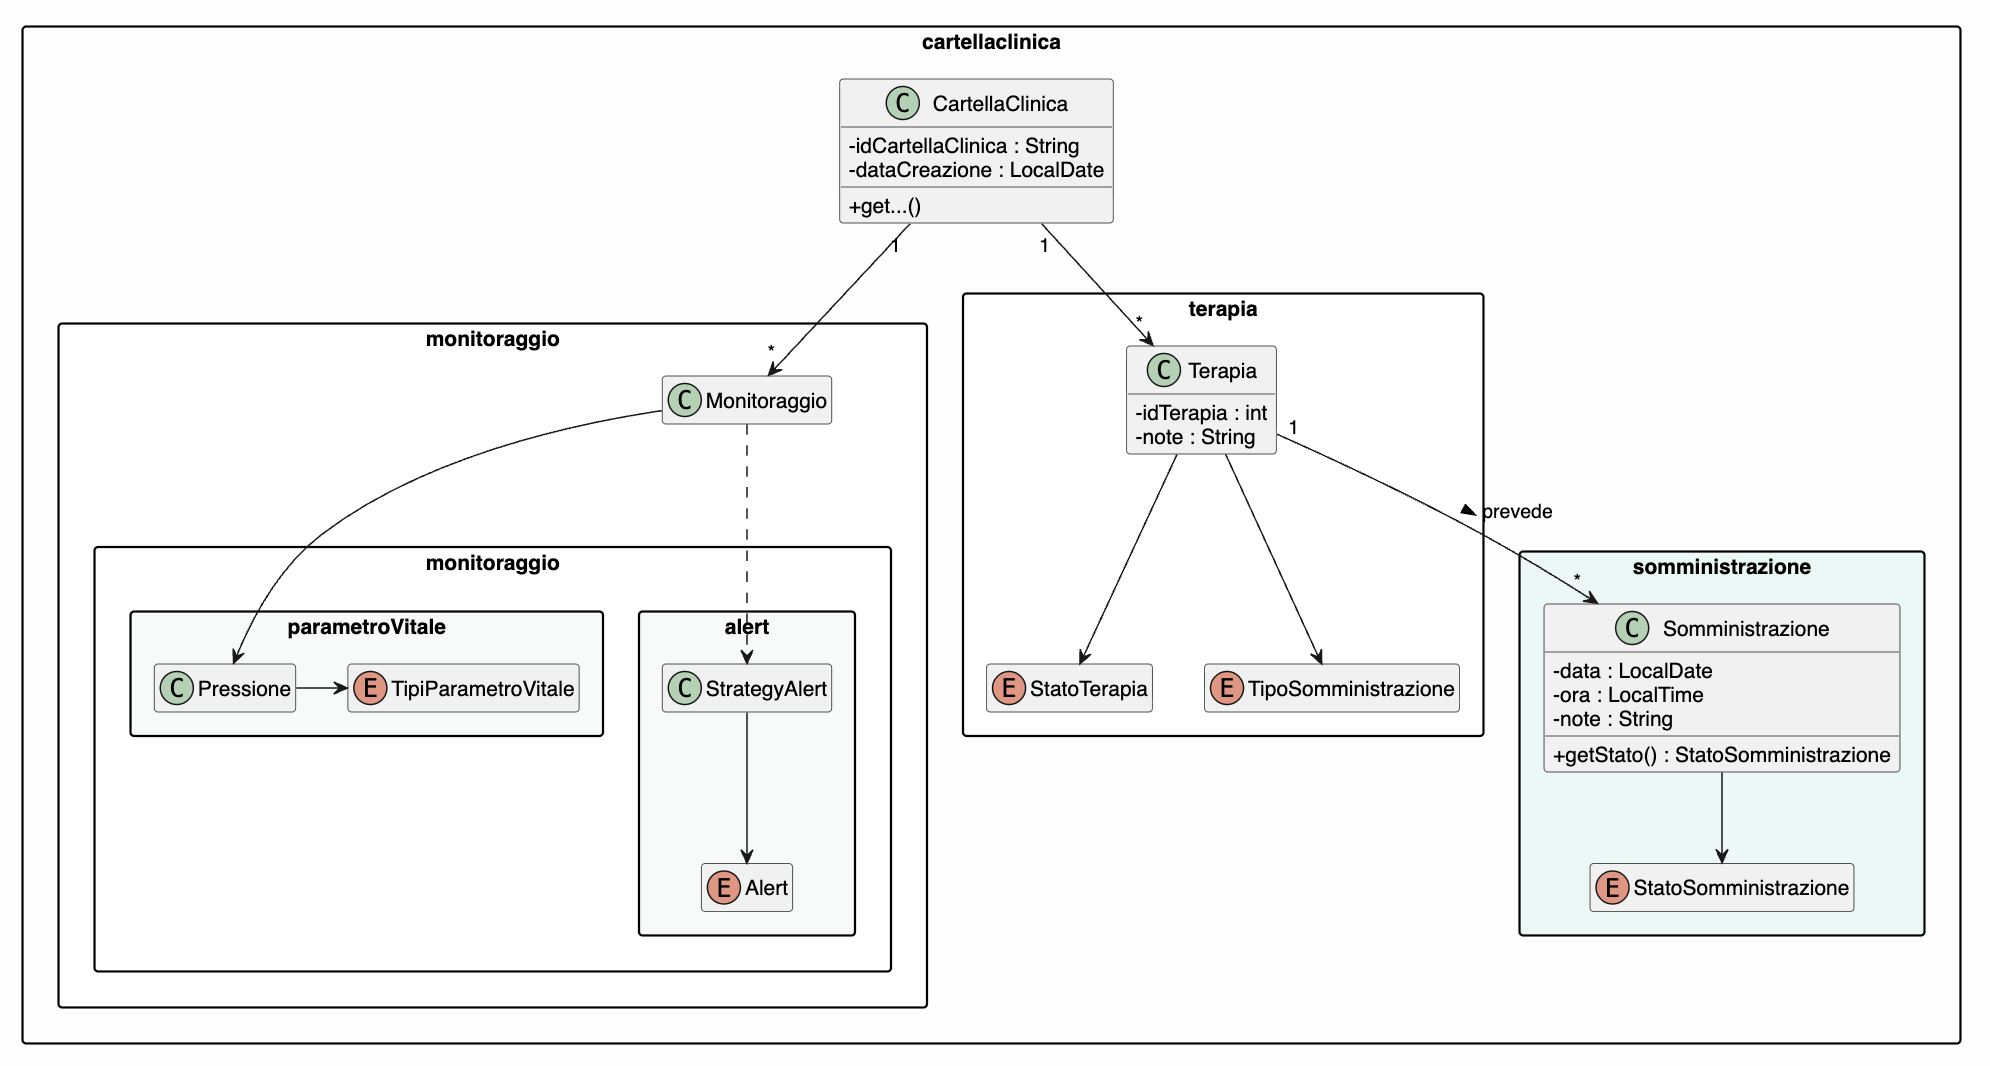 cartellaclinica
C CartellaClinica
-idCartellaClinica : String
-dataCreazione : LocalDate
+get...()
1
1
*
*
monitoraggio
C Monitoraggio
terapia
C Terapia
-idTerapia : int
-note : String
1
prevede
*
monitoraggio
parametroVitale
C Pressione
E TipiParametroVitale
alert
C StrategyAlert
E Alert
E StatoTerapia
E TipoSomministrazione
somministrazione
C Somministrazione
-data : LocalDate
-ora : LocalTime
-note : String
+getStato() : StatoSomministrazione
E StatoSomministrazione